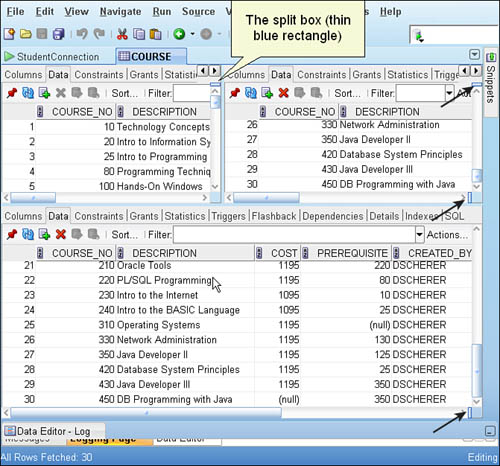 File Edit View Navigate Run Source
Help
The split box (thin
blue rectangle)
StudentConnection COURSE
Snippets
Columns Data Constraints Grants Statisti
Columns Data Constraints Grants Statistics Trigge
Sort... Filter:
Sort... Filter: Act
COURSE_NO DESCRIPTION
1 10 Technology Concepts
2 20 Intro to Information Sy
3 25 Intro to Programming
4 80 Programming Techniq
5 100 Hands-On Windows
COURSE_NO DESCRIPTION
26 330 Network Administration
27 350 Java Developer II
28 420 Database System Principles
29 430 Java Developer III
30 450 DB Programming with Java
Columns Data Constraints Grants Statistics Triggers Flashback Dependencies Details Indexes SQL
Sort... Filter: Actions...
COURSE_NO DESCRIPTION COST PREREQUISITE CREATED_BY
21 210 Oracle Tools 1195 220 DSCHERER
22 220 PL/SQL Programming 1195 80 DSCHERER
23 230 Intro to the Internet 1095 10 DSCHERER
24 240 Intro to the BASIC Language 1095 25 DSCHERER
25 310 Operating Systems 1195 (null) DSCHERER
26 330 Network Administration 1195 130 DSCHERER
27 350 Java Developer II 1195 125 DSCHERER
28 420 Database System Principles 1195 25 DSCHERER
29 430 Java Developer III 1195 350 DSCHERER
30 450 DB Programming with Java (null) 350 DSCHERER
Data Editor - Log
Messages Logging Page Data Editor
All Rows Fetched: 30 Editing